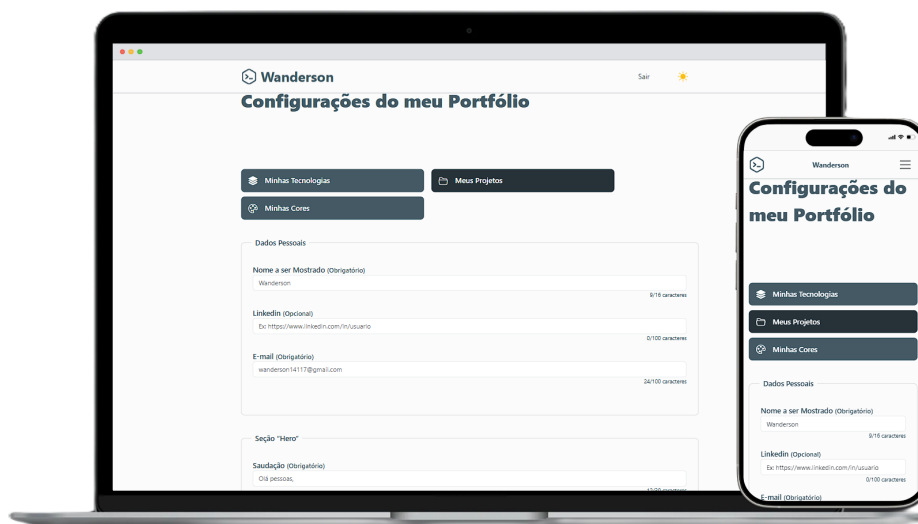 Wanderson
Sair
Configurações do meu Portfólio
Minhas Tecnologias
Meus Projetos
Minhas Cores
Dados Pessoais
Nome a ser Mostrado (Obrigatório)
Wanderson
9/16 caracteres
Linkedin (Opcional)
Ex: https://www.linkedin.com/in/usuario
0/100 caracteres
E-mail (Obrigatório)
wanderson14117@gmail.com
24/100 caracteres
Seção "Hero"
Saudação (Obrigatório)
Olá pessoas,
12/20 caracteres
Wanderson
Configurações do
meu Portfólio
Minhas Tecnologias
Meus Projetos
Minhas Cores
Dados Pessoais
Nome a ser Mostrado (Obrigatório)
Wanderson
9/16 caracteres
Linkedin (Opcional)
Ex: https://www.linkedin.com/in/usuario
0/100 caracteres
E-mail (Obrigatório)